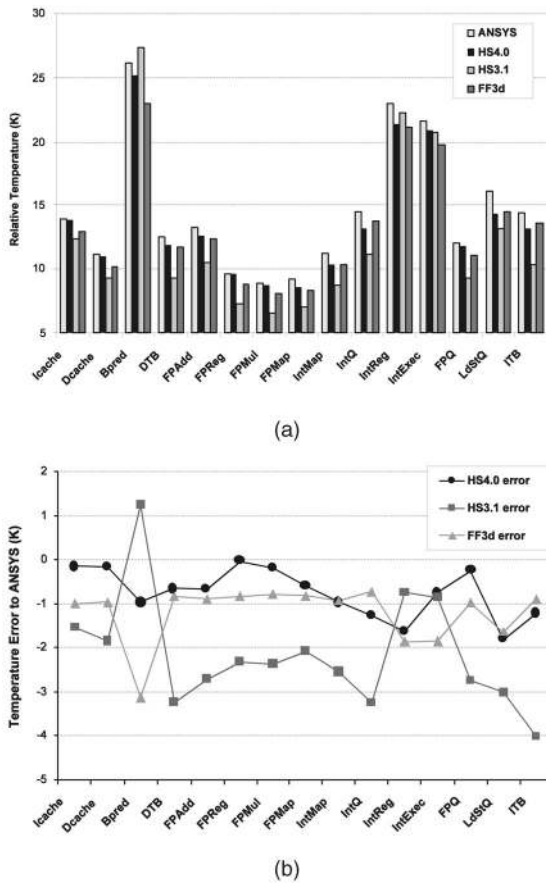 30
25
20
15
10
5
Relative Temperature (K)
ANSYS
HS4.0
HS3.1
FF3d
Icache
Dcache
Bpred
DTB
FPAdd
FPReg
FPMul
FPMap
IntMap
IntQ
IntReg
IntExec
FPQ
LdStQ
ITB
(a)
2
1
0
-1
-2
-3
-4
-5
Temperature Error to ANSYS (K)
HS4.0 error
HS3.1 error
FF3d error
Icache
Dcache
Bpred
DTB
FPAdd
FPReg
FPMul
FPMap
IntMap
IntQ
IntReg
IntExec
FPQ
LdStQ
ITB
(b)